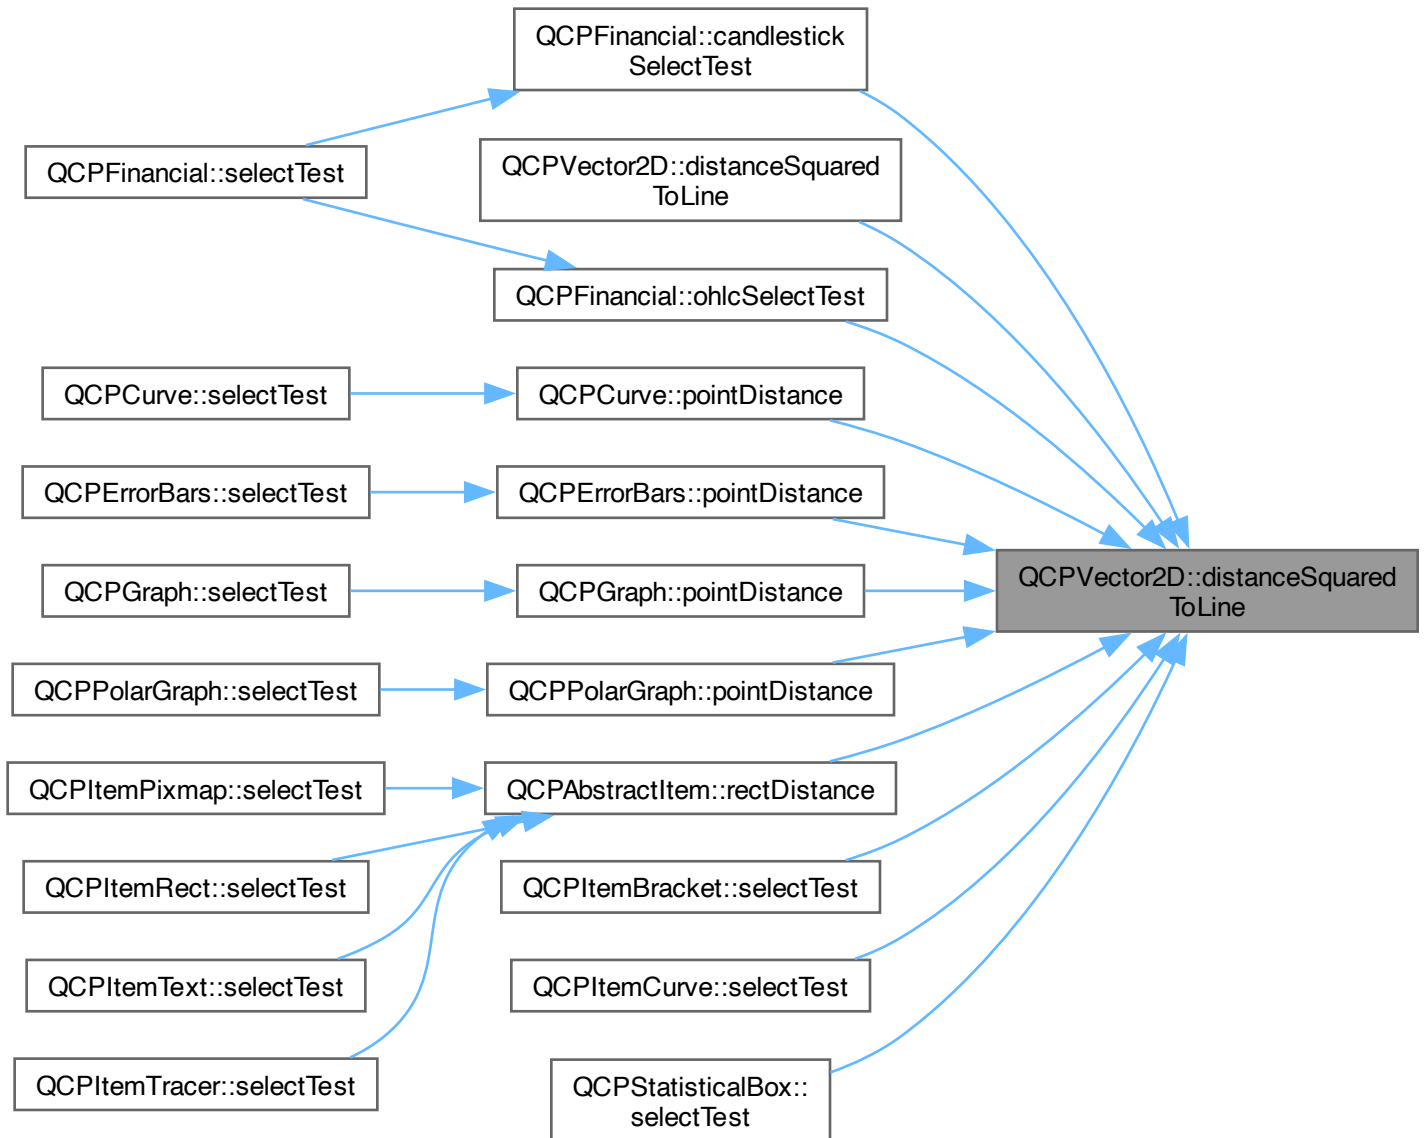 QCPFinancial::candlestick
SelectTest
QCPFinancial::selectTest
QCPVector2D::distanceSquared
ToLine
QCPFinancial::ohlcSelectTest
QCPCurve::selectTest
QCPCurve::pointDistance
QCPErrorBars::selectTest
QCPErrorBars::pointDistance
QCPVector2D::distanceSquared
ToLine
QCPGraph::selectTest
QCPGraph::pointDistance
QCPPolarGraph::selectTest
QCPPolarGraph::pointDistance
QCPItemPixmap::selectTest
QCPAbstractItem::rectDistance
QCPItemRect::selectTest
QCPItemBracket::selectTest
QCPItemText::selectTest
QCPItemCurve::selectTest
QCPItemTracer::selectTest
QCPStatisticalBox::
selectTest